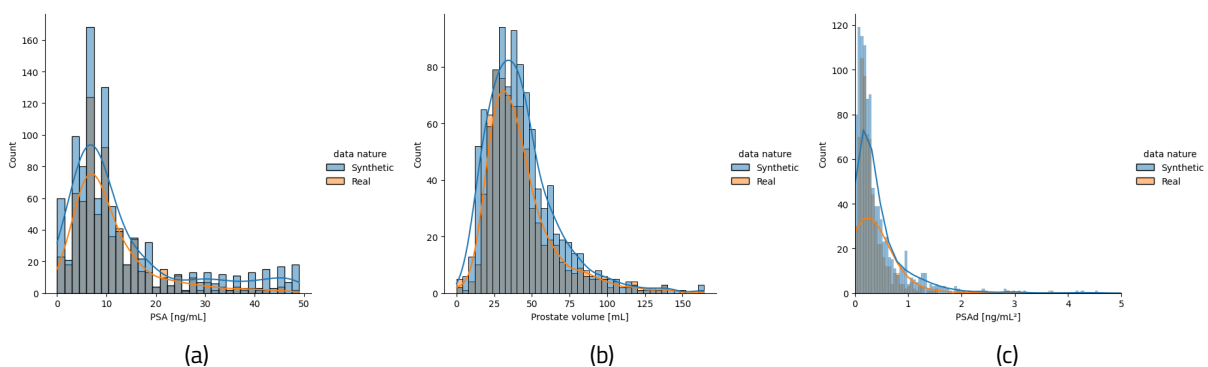 160
140
120
100
80
60
40
20
0
Count
0 10 20 30 40 50
PSA [ng/mL]
data nature
Synthetic
Real
(a)
80
60
40
20
0
Count
0 25 50 75 100 125 150
Prostate volume [mL]
data nature
Synthetic
Real
(b)
120
100
80
60
40
20
0
Count
0 1 2 3 4 5
PSAd [ng/mL²]
data nature
Synthetic
Real
(c)